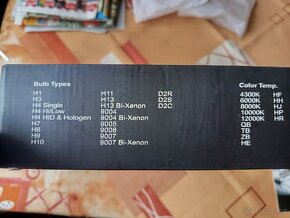 Bulb Types
Color Temp.
H1 H11 D2R
H3 H13 D2S
H4 Single H13 Bi-Xenon D2C
H4 Hi/Low 9004
H4 HID & Halogen 9004 Bi-Xenon
H7 9005
H8 9006
H9 9007
H10 9007 Bi-Xenon
4300K HF
6000K HH
8000K HJ
10000K HP
12000K HR
QB
TB
ZB
HE